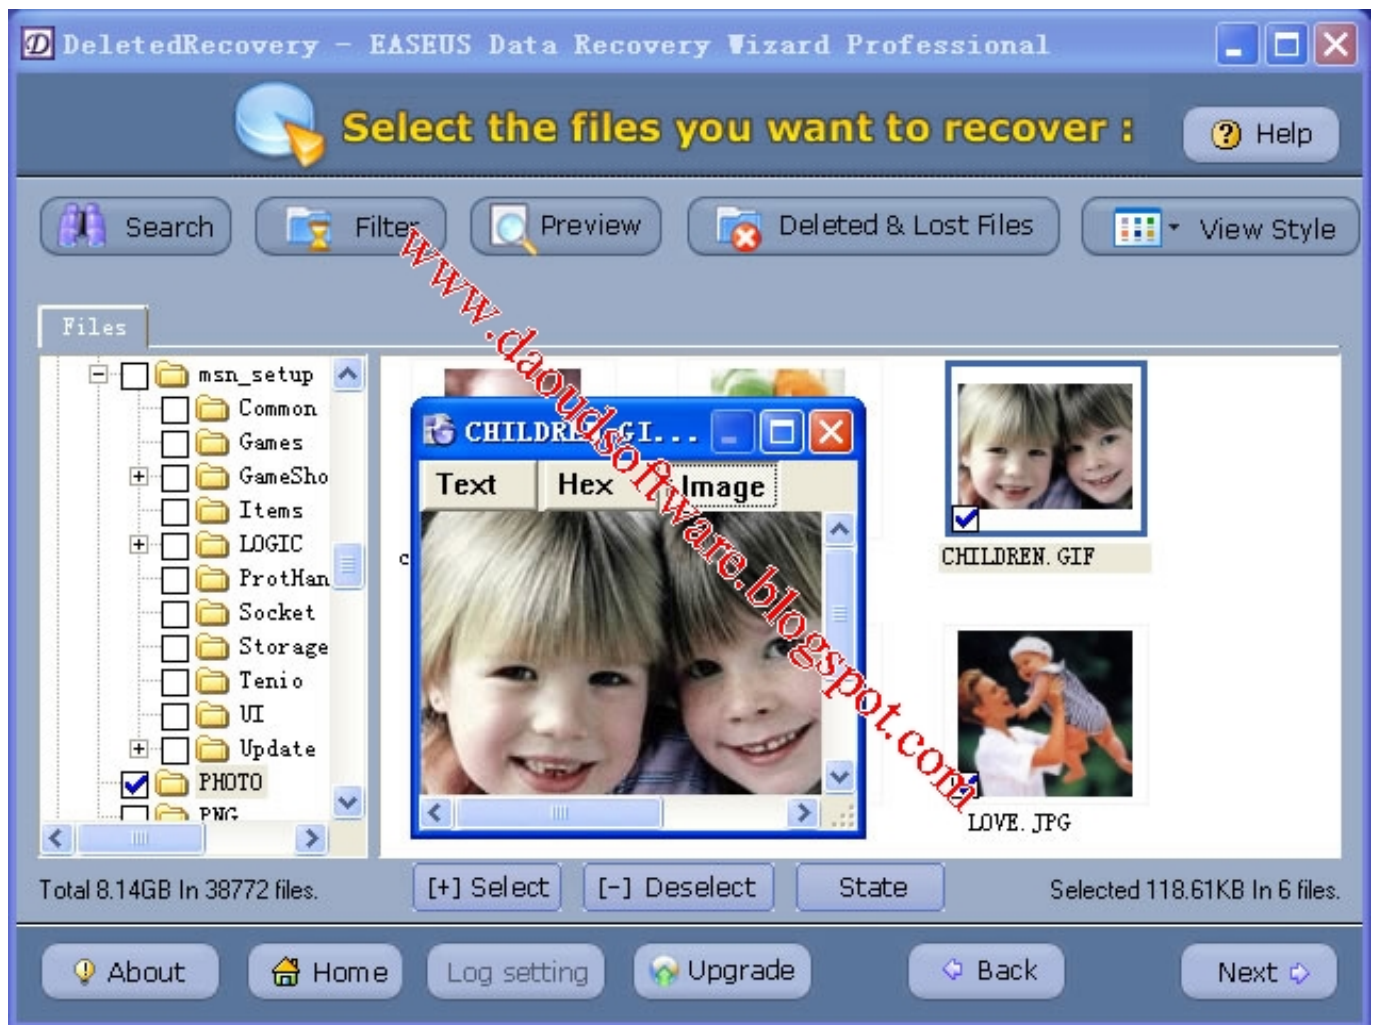 DeletedRecovery - EASEUS Data Recovery Wizard Professional
Select the files you want to recover :
Help
Search
Filter
Preview
Deleted & Lost Files
View Style
Files
msn_setup
Common
Games
GameSho
Items
LOGIC
ProtHan
Socket
Storage
Tenio
UI
Update
PHOTO
PNG
CHILDREN.GI...
Text
Hex
Image
CHILDREN.GIF
LOVE.JPG
www.daoudsoftware.blogspot.com
Total 8.14GB In 38772 files.
[+] Select
[-] Deselect
State
Selected 118.61KB In 6 files.
About
Home
Log setting
Upgrade
Back
Next